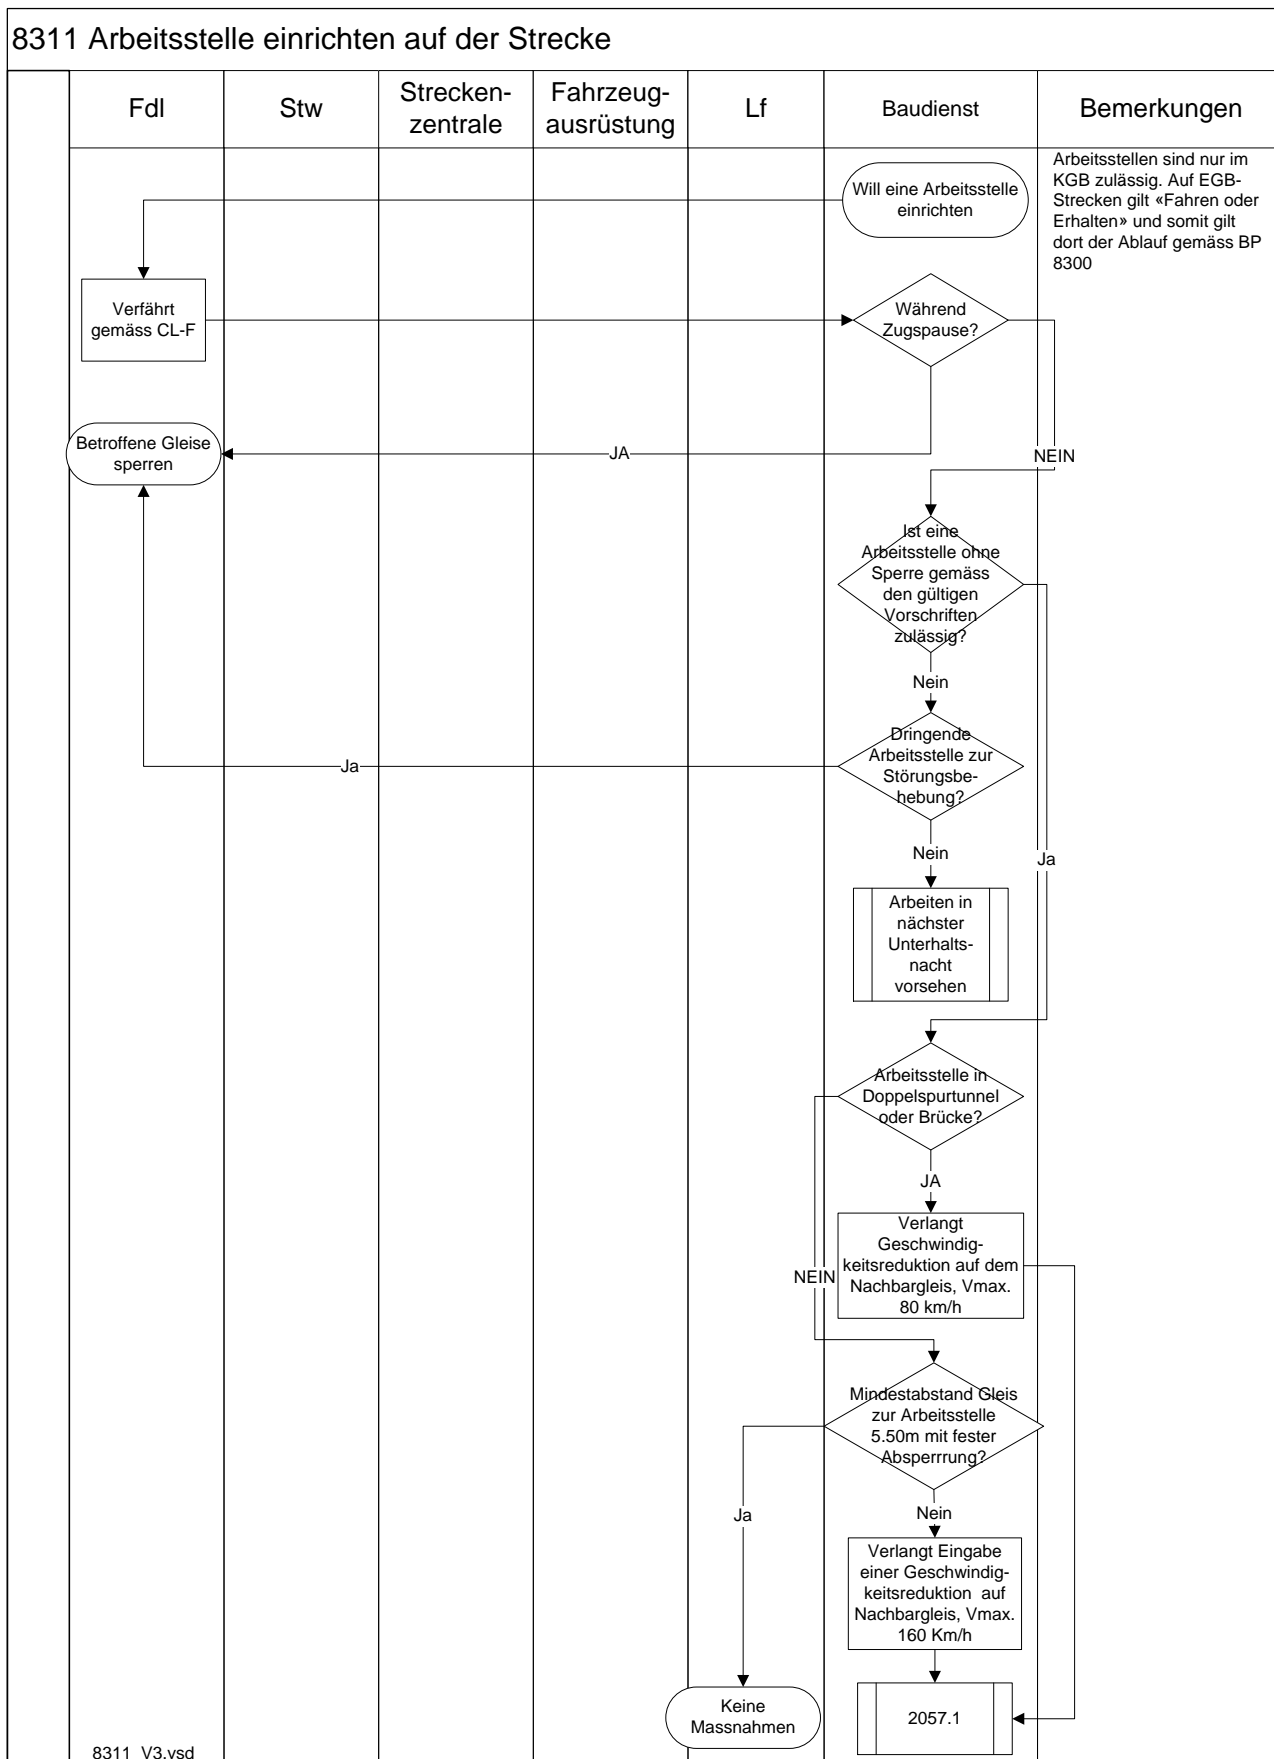 8311 Arbeitsstelle einrichten auf der Strecke
Fdl
Stw
Strecken-
zentrale
Fahrzeug-
ausrüstung
Lf
Baudienst
Bemerkungen
Will eine Arbeitsstelle
einrichten
Arbeitsstellen sind nur im
KGB zulässig. Auf EGB-
Strecken gilt «Fahren oder
Erhalten» und somit gilt
dort der Ablauf gemäss BP
8300
Verfährt
gemäss CL-F
Während
Zugspause?
Betroffene Gleise
sperren
JA
NEIN
Ist eine
Arbeitsstelle ohne
Sperre gemäss
den gültigen
Vorschriften
zulässig?
Nein
Dringende
Arbeitsstelle zur
Störungsbe-
hebung?
Ja
Nein
Ja
Arbeiten in
nächster
Unterhalts-
nacht
vorsehen
Arbeitsstelle in
Doppelspurtunnel
oder Brücke?
JA
Verlangt
Geschwindig-
keitsreduktion auf dem
Nachbargleis, Vmax.
80 km/h
NEIN
Mindestabstand Gleis
zur Arbeitsstelle
5.50m mit fester
Absperrrung?
Ja
Nein
Verlangt Eingabe
einer Geschwindig-
keitsreduktion auf
Nachbargleis, Vmax.
160 Km/h
Keine
Massnahmen
2057.1
8311_V3.vsd